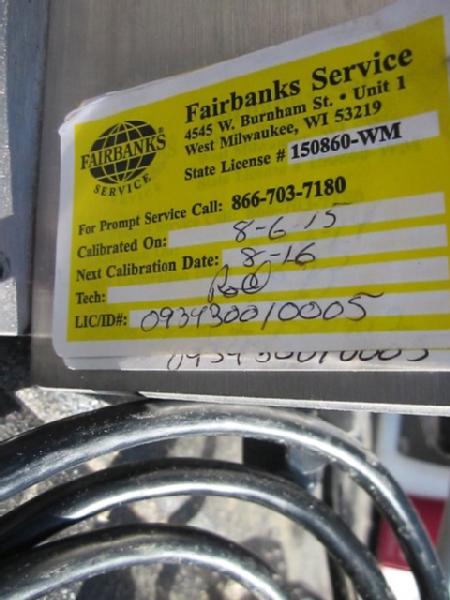 Fairbanks Service
4545 W. Burnham St. • Unit 1
West Milwaukee, WI 53219
State License # 150860-WM
FAIRBANKS®
SERVICE
For Prompt Service Call: 866-703-7180
Calibrated On: 8-6-15
Next Calibration Date: 8-16
Tech:
LIC/ID#: 093430010005